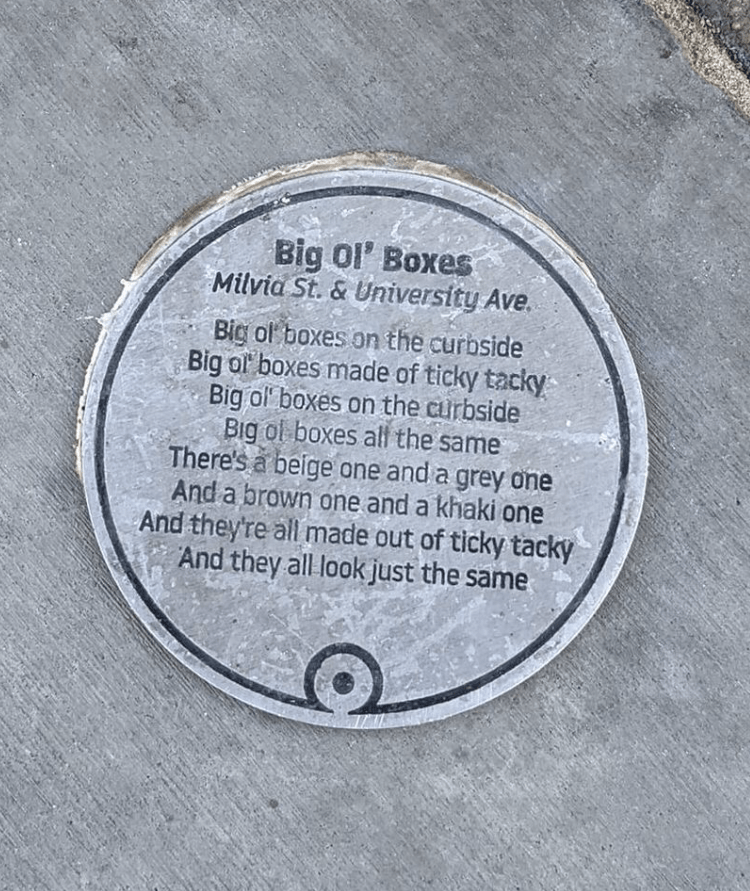 Big Ol' Boxes
Milvia St. & University Ave.
Big ol' boxes on the curbside
Big ol' boxes made of ticky tacky
Big ol' boxes on the curbside
Big ol' boxes all the same
There's a beige one and a grey one
And a brown one and a khaki one
And they're all made out of ticky tacky
And they all look just the same